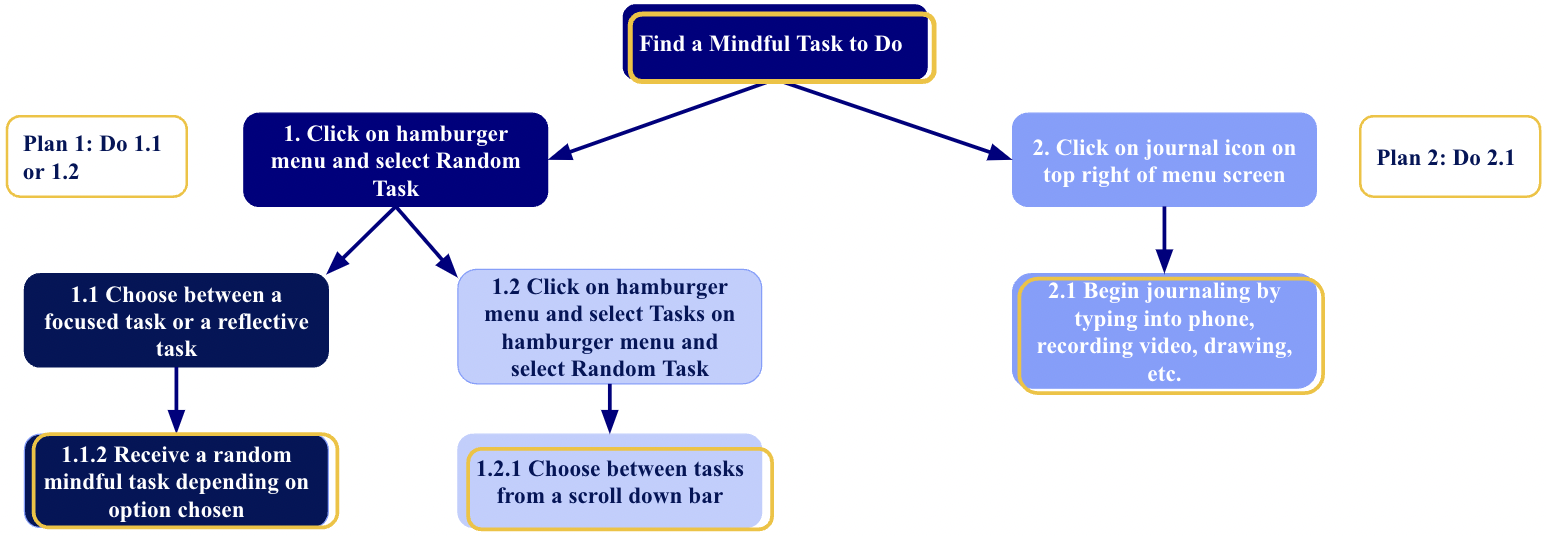 Find a Mindful Task to Do
Plan 1: Do 1.1
or 1.2
1. Click on hamburger
menu and select Random
Task
2. Click on journal icon on
top right of menu screen
Plan 2: Do 2.1
1.1 Choose between a
focused task or a reflective
task
1.2 Click on hamburger
menu and select Tasks on
hamburger menu and
select Random Task
2.1 Begin journaling by
typing into phone,
recording video, drawing,
etc.
1.1.2 Receive a random
mindful task depending on
option chosen
1.2.1 Choose between tasks
from a scroll down bar